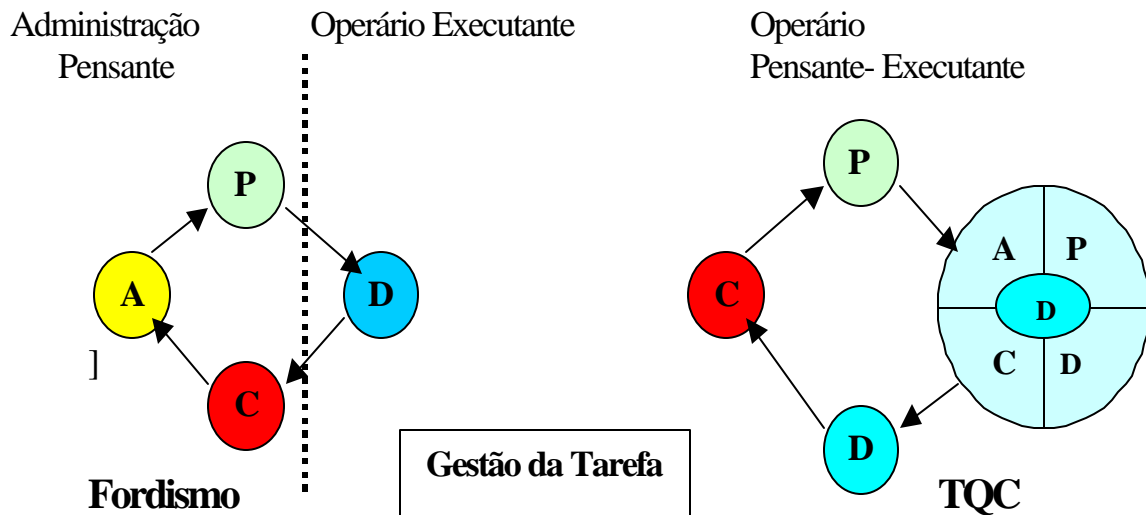 Administração
Pensante
Operário Executante
Operário
Pensante- Executante
P
A
D
]
C
Fordismo
Gestão da Tarefa
P
C
A
P
D
C
D
D
TQC